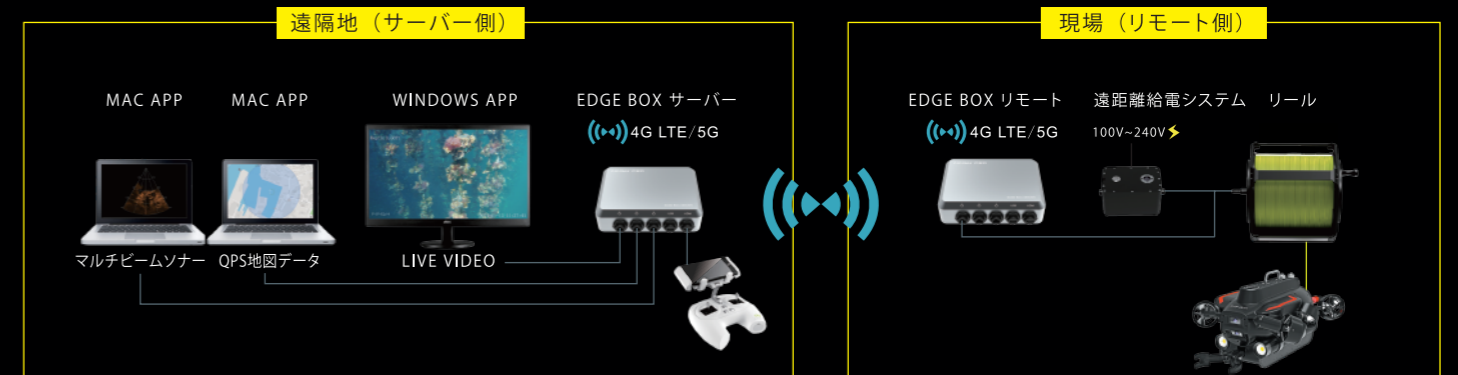 遠隔地（サーバー側）
MAC APP
MAC APP
WINDOWS APP
EDGE BOX サーバー
4G LTE/5G
マルチビームソナー
QPS地図データ
LIVE VIDEO
現場（リモート側）
EDGE BOX リモート
4G LTE/5G
遠距離給電システム
100V~240V
リール